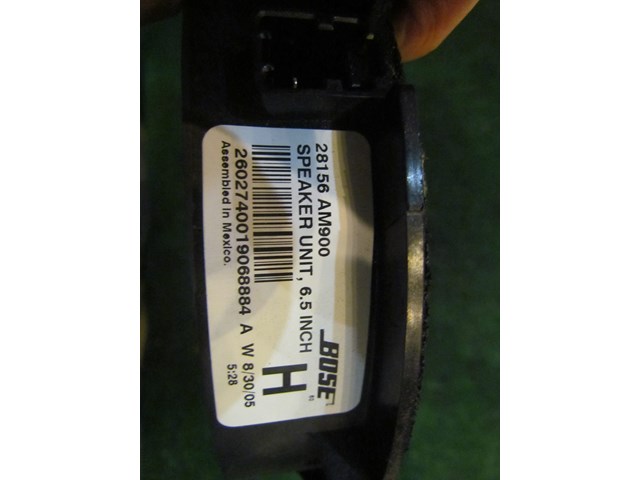 28156 AM900
SPEAKER UNIT, 6.5 INCH
BOSE
H
260274001906884 A W 8/30/05
Assembled in Mexico.
5:28